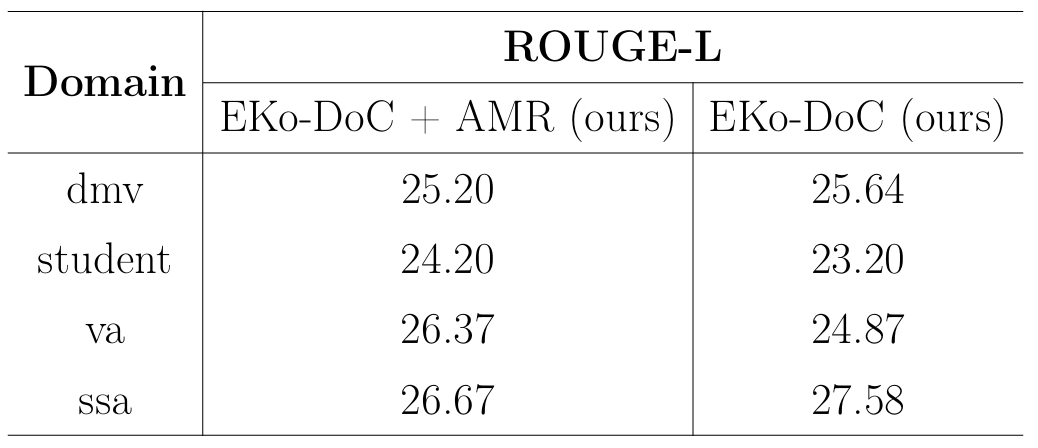 Domain ROUGE-L
EKo-DoC + AMR (ours) EKo-DoC (ours)
dmv 25.20 25.64
student 24.20 23.20
va 26.37 24.87
ssa 26.67 27.58